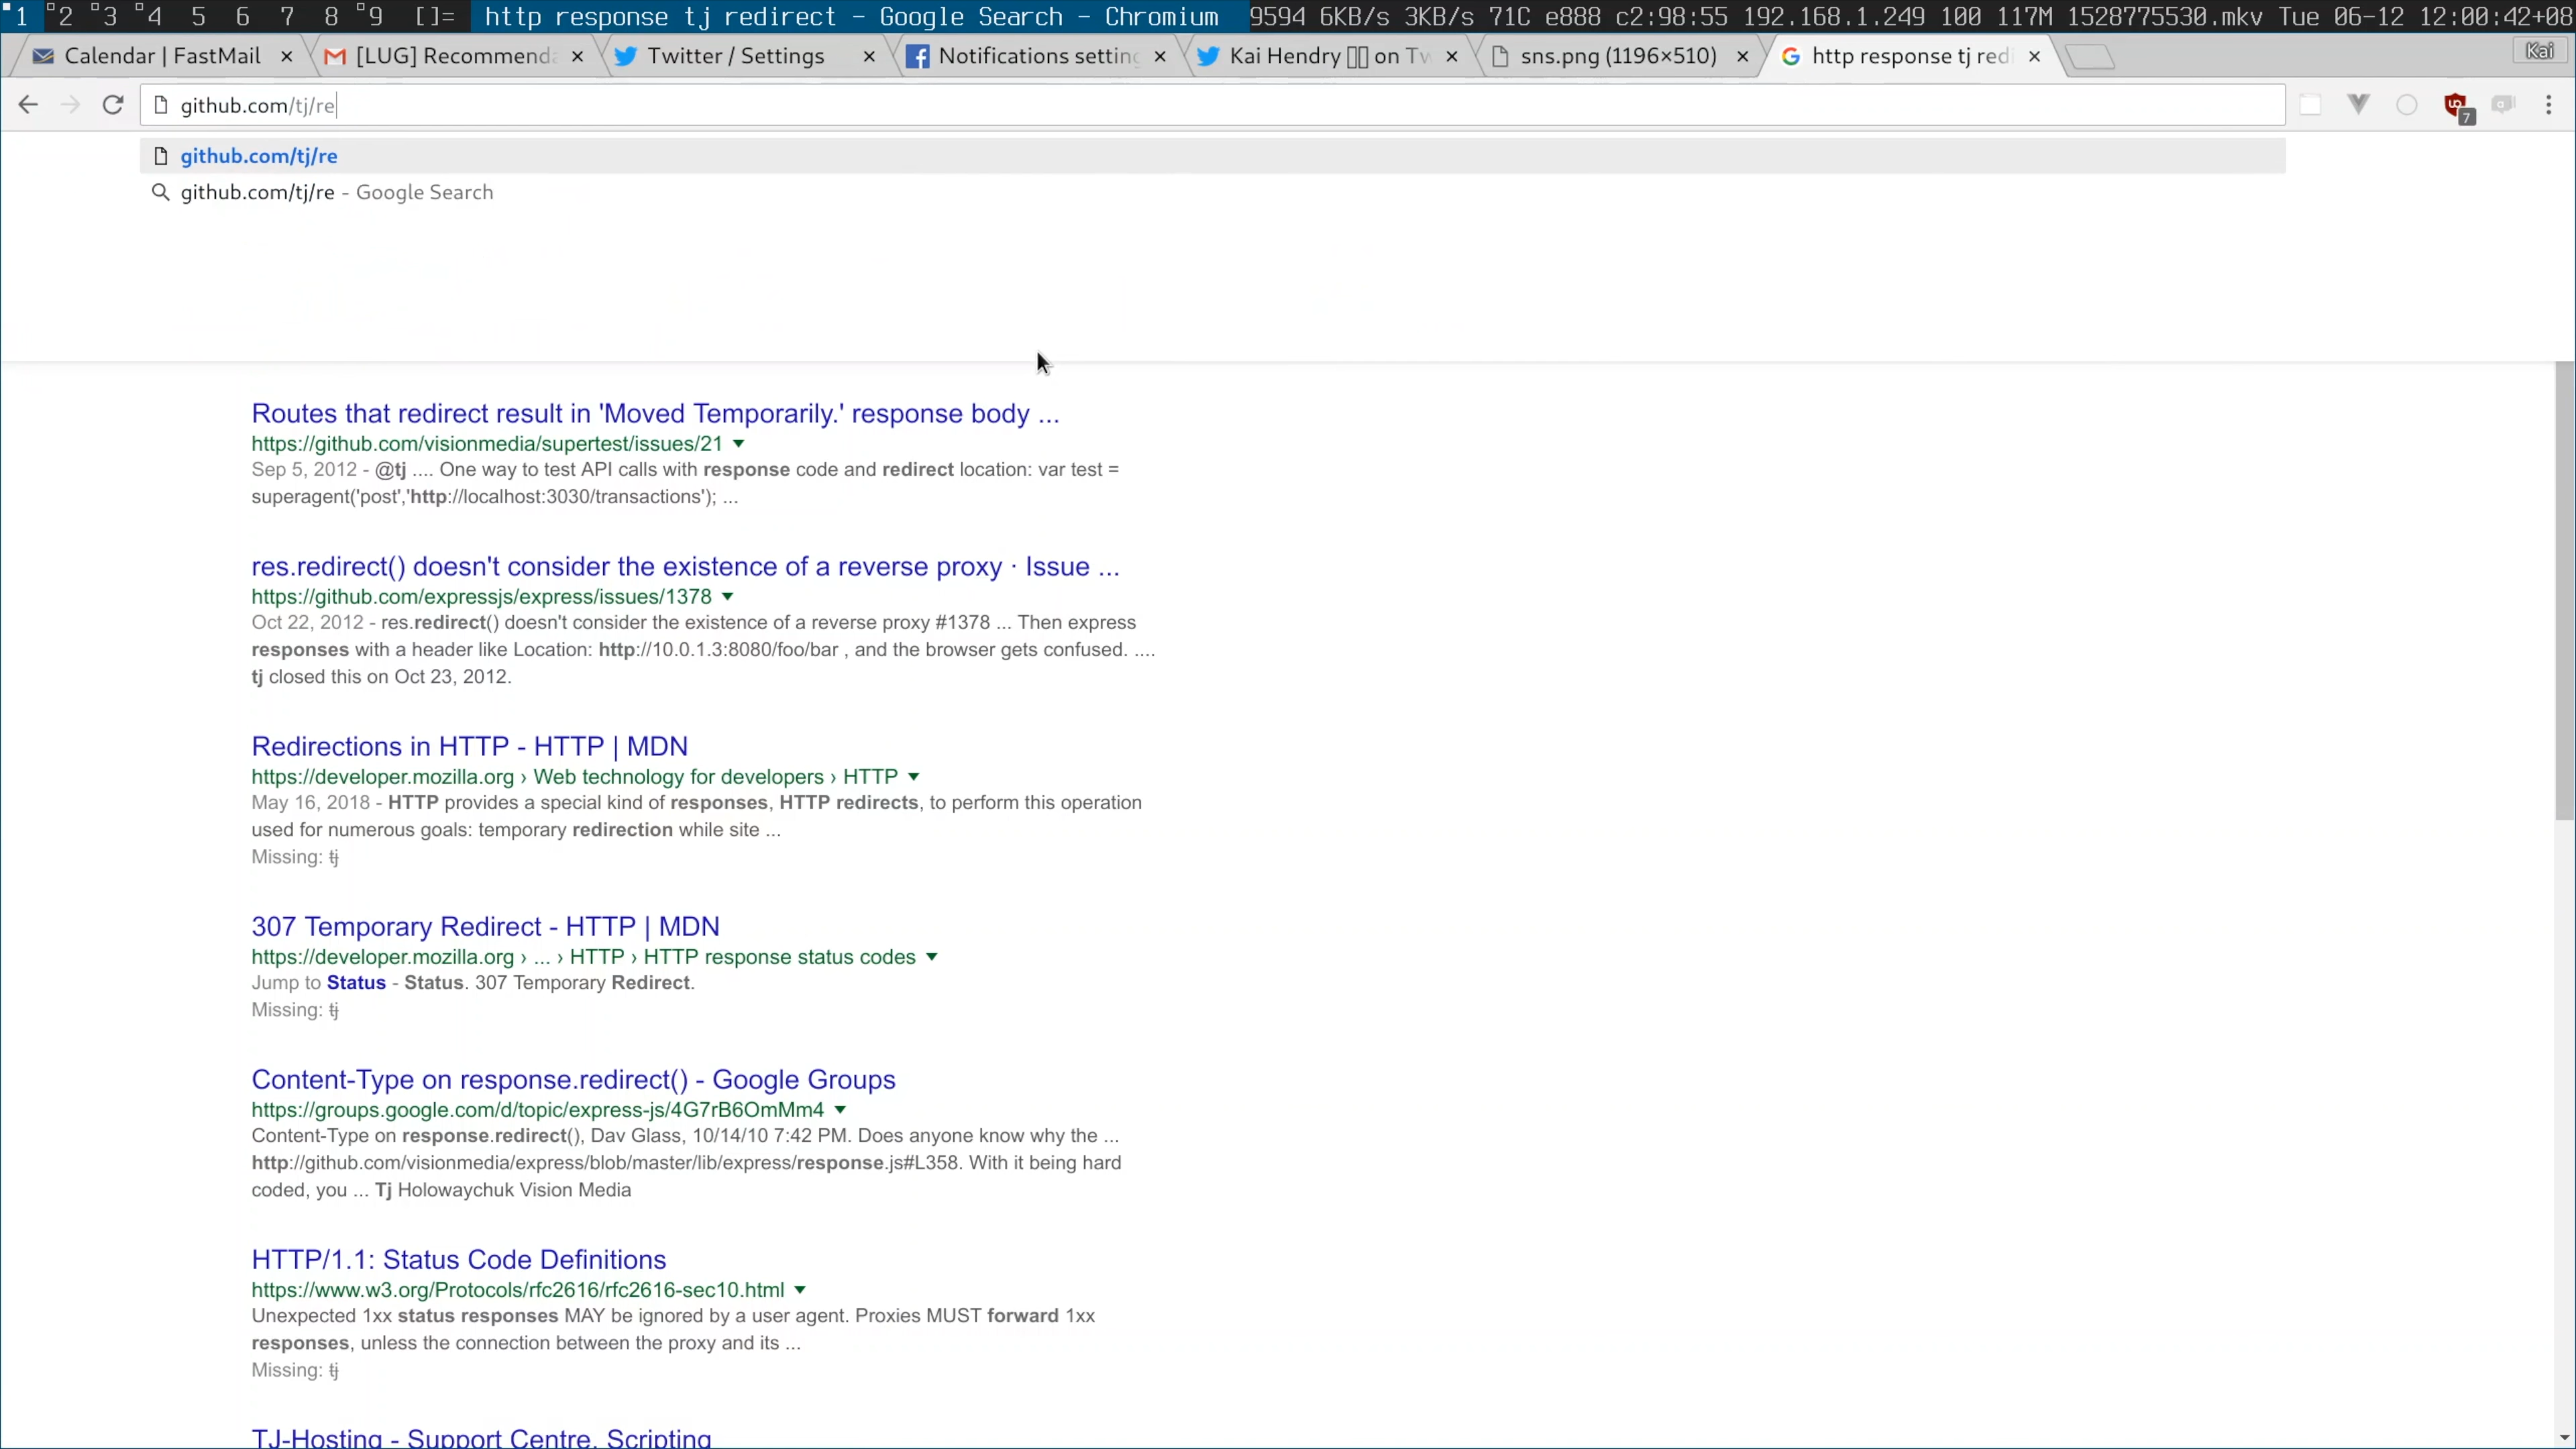 1 2 3 4 5 6 7 8 9 []= http response tj redirect - Google Search - Chromium 9594 6KB/s 3KB/s 71C e888 c2:98:55 192.168.1.249 100 117M 1528775530.mkv Tue 06-12 12:00:42+08
Calendar | FastMail [LUG] Recommenda Twitter / Settings Notifications setting Kai Hendry on Tw sns.png (1196×510) http response tj red Kai
github.com/tj/re 7
github.com/tj/re
github.com/tj/re - Google Search
Routes that redirect result in 'Moved Temporarily.' response body ...
https://github.com/visionmedia/supertest/issues/21
Sep 5, 2012 - @tj .... One way to test API calls with response code and redirect location: var test =
superagent('post','http://localhost:3030/transactions'); ...
res.redirect() doesn't consider the existence of a reverse proxy · Issue ...
https://github.com/expressjs/express/issues/1378
Oct 22, 2012 - res.redirect() doesn't consider the existence of a reverse proxy #1378 ... Then express
responses with a header like Location: http://10.0.1.3:8080/foo/bar , and the browser gets confused. ....
tj closed this on Oct 23, 2012.
Redirections in HTTP - HTTP | MDN
https://developer.mozilla.org › Web technology for developers › HTTP
May 16, 2018 - HTTP provides a special kind of responses, HTTP redirects, to perform this operation
used for numerous goals: temporary redirection while site ...
Missing: tj
307 Temporary Redirect - HTTP | MDN
https://developer.mozilla.org › ... › HTTP › HTTP response status codes
Jump to Status - Status. 307 Temporary Redirect.
Missing: tj
Content-Type on response.redirect() - Google Groups
https://groups.google.com/d/topic/express-js/4G7rB6OmMm4
Content-Type on response.redirect(), Dav Glass, 10/14/10 7:42 PM. Does anyone know why the ...
http://github.com/visionmedia/express/blob/master/lib/express/response.js#L358. With it being hard
coded, you ... Tj Holowaychuk Vision Media
HTTP/1.1: Status Code Definitions
https://www.w3.org/Protocols/rfc2616/rfc2616-sec10.html
Unexpected 1xx status responses MAY be ignored by a user agent. Proxies MUST forward 1xx
responses, unless the connection between the proxy and its ...
Missing: tj
TJ-Hosting - Support Centre. Scripting